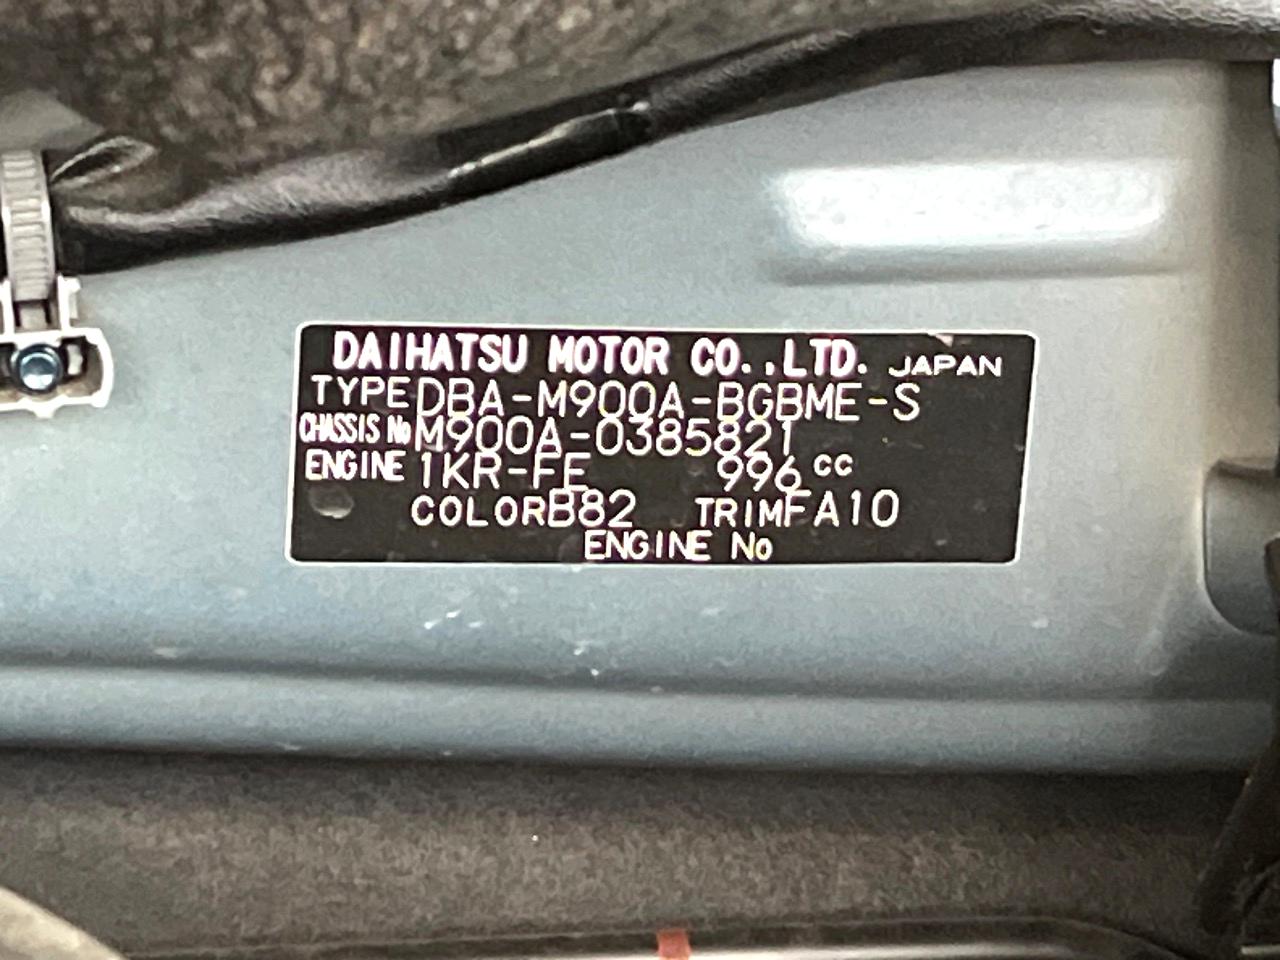 DAIHATSU MOTOR CO.,LTD. JAPAN
TYPE DBA-M900A-BGBME-S
CHASSIS No M900A-0385821
ENGINE 1KR-FE 996 cc
COLOR B82 TRIM FA10
ENGINE No